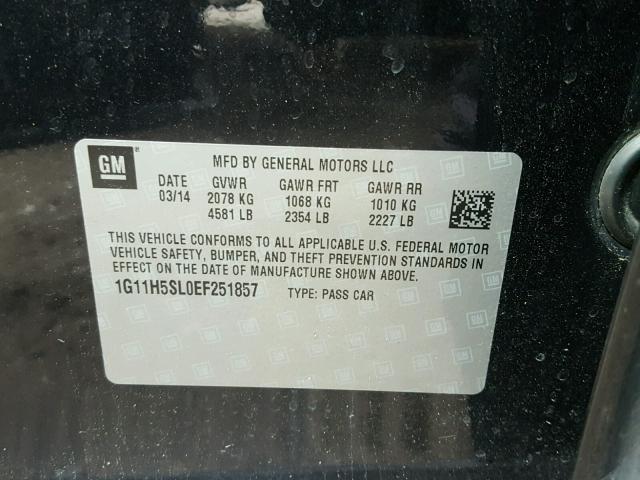 GM
MFD BY GENERAL MOTORS LLC
DATE GVWR GAWR FRT GAWR RR
03/14 2078 KG 1068 KG 1010 KG
4581 LB 2354 LB 2227 LB
THIS VEHICLE CONFORMS TO ALL APPLICABLE U.S. FEDERAL MOTOR
VEHICLE SAFETY, BUMPER, AND THEFT PREVENTION STANDARDS
IN EFFECT ON THE DATE OF MANUFACTURE SHOWN ABOVE.
1G11H5SL0EF251857 TYPE: PASS CAR